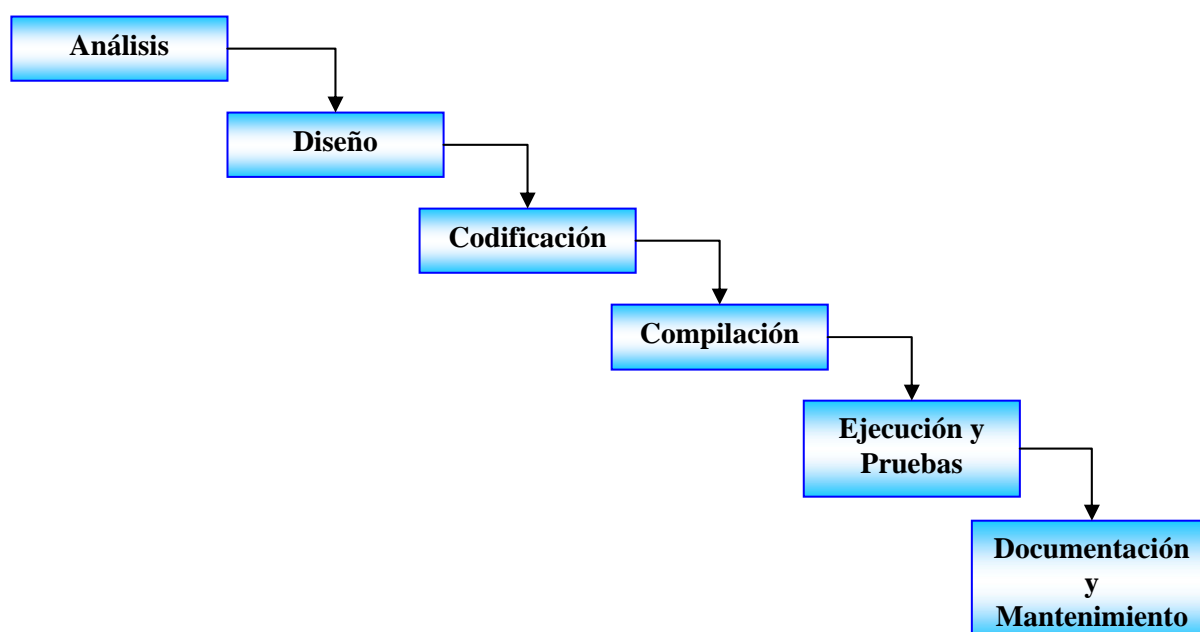 Análisis
Diseño
Codificación
Compilación
Ejecución y
Pruebas
Documentación
y
Mantenimiento